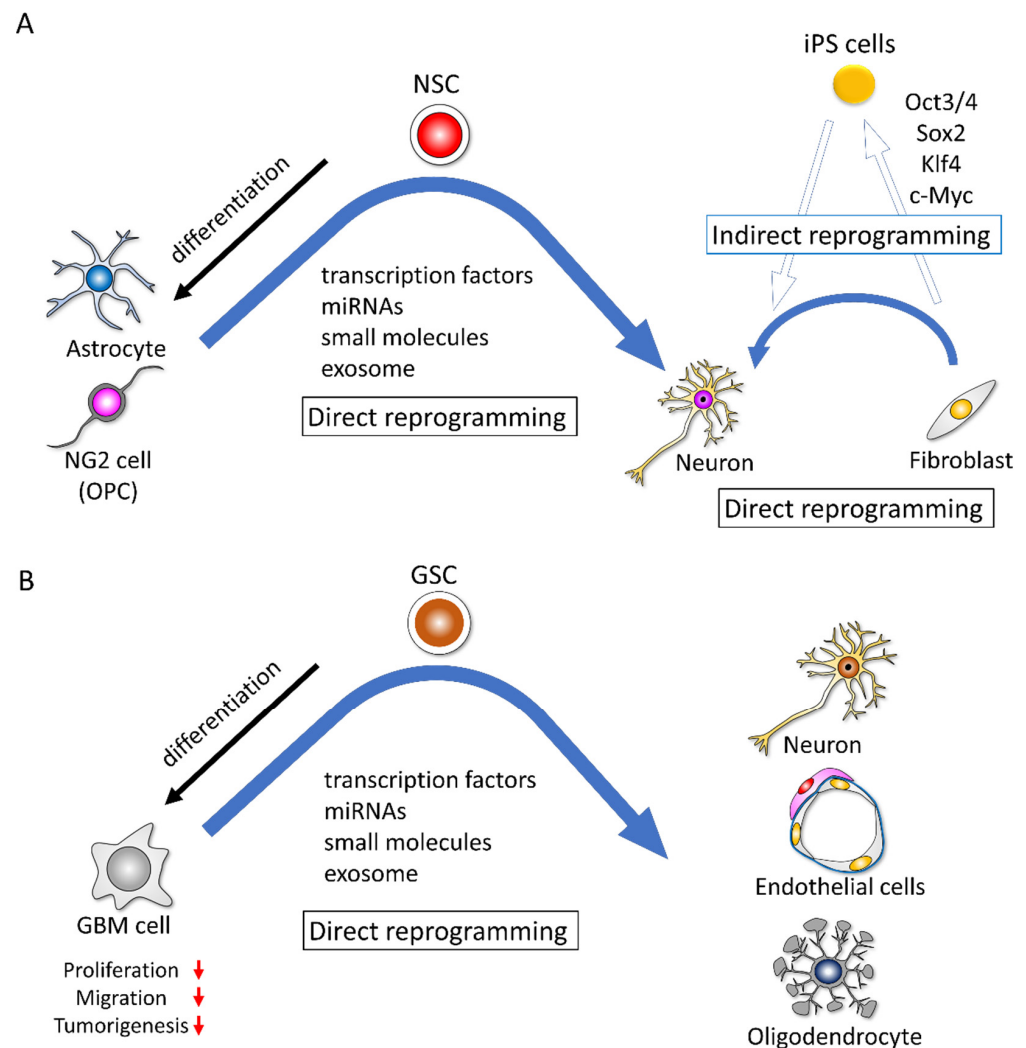 A
iPS cells
NSC
Oct3/4
Sox2
Klf4
c-Myc
differentiation
Indirect reprogramming
transcription factors
miRNAs
small molecules
exosome
Astrocyte
Direct reprogramming
NG2 cell
(OPC)
Neuron
Fibroblast
Direct reprogramming
B
GSC
differentiation
Neuron
transcription factors
miRNAs
small molecules
exosome
Endothelial cells
GBM cell
Direct reprogramming
Proliferation
Migration
Tumorigenesis
Oligodendrocyte